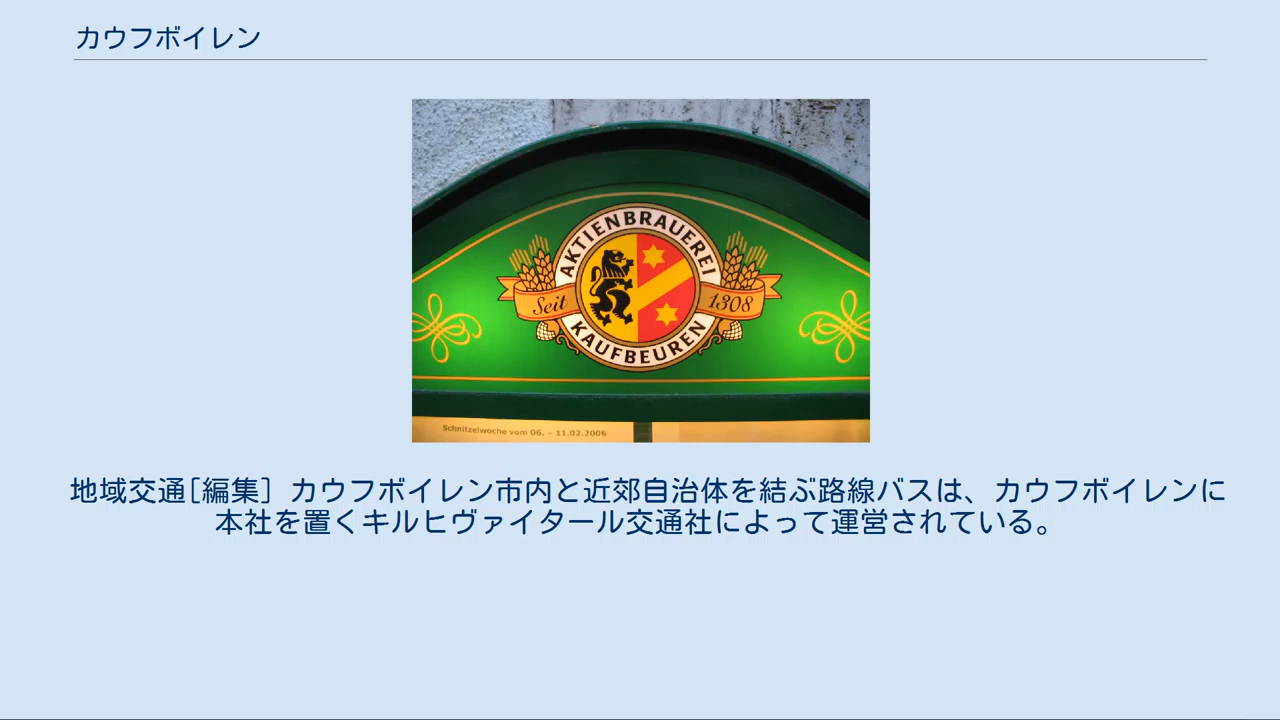 カウフボイレン
AKTIENBRAUEREI
Seit 1308
KAUFBEUREN
Schnitzelwoche vom 06. – 11.02.2006
地域交通[編集] カウフボイレン市内と近郊自治体を結ぶ路線バスは、カウフボイレンに
本社を置くキルヒヴァイタール交通社によって運営されている。